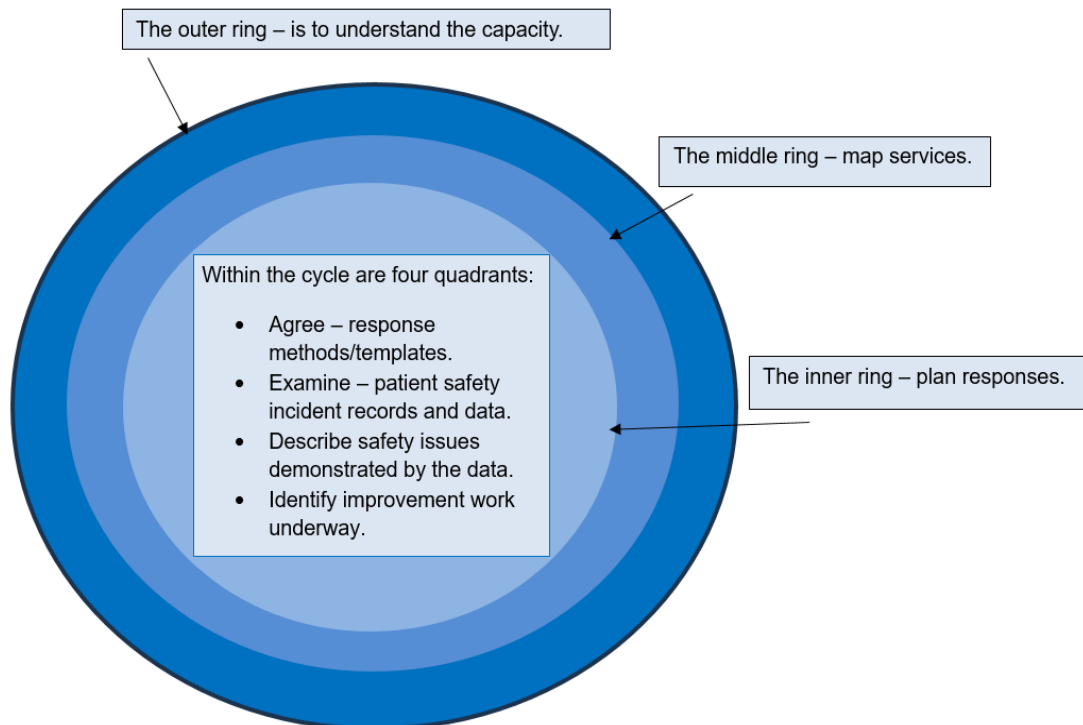 The outer ring – is to understand the capacity.
The middle ring – map services.
The inner ring – plan responses.
Within the cycle are four quadrants:
• Agree – response
methods/templates.
• Examine – patient safety
incident records and data.
• Describe safety issues
demonstrated by the data.
• Identify improvement work
underway.